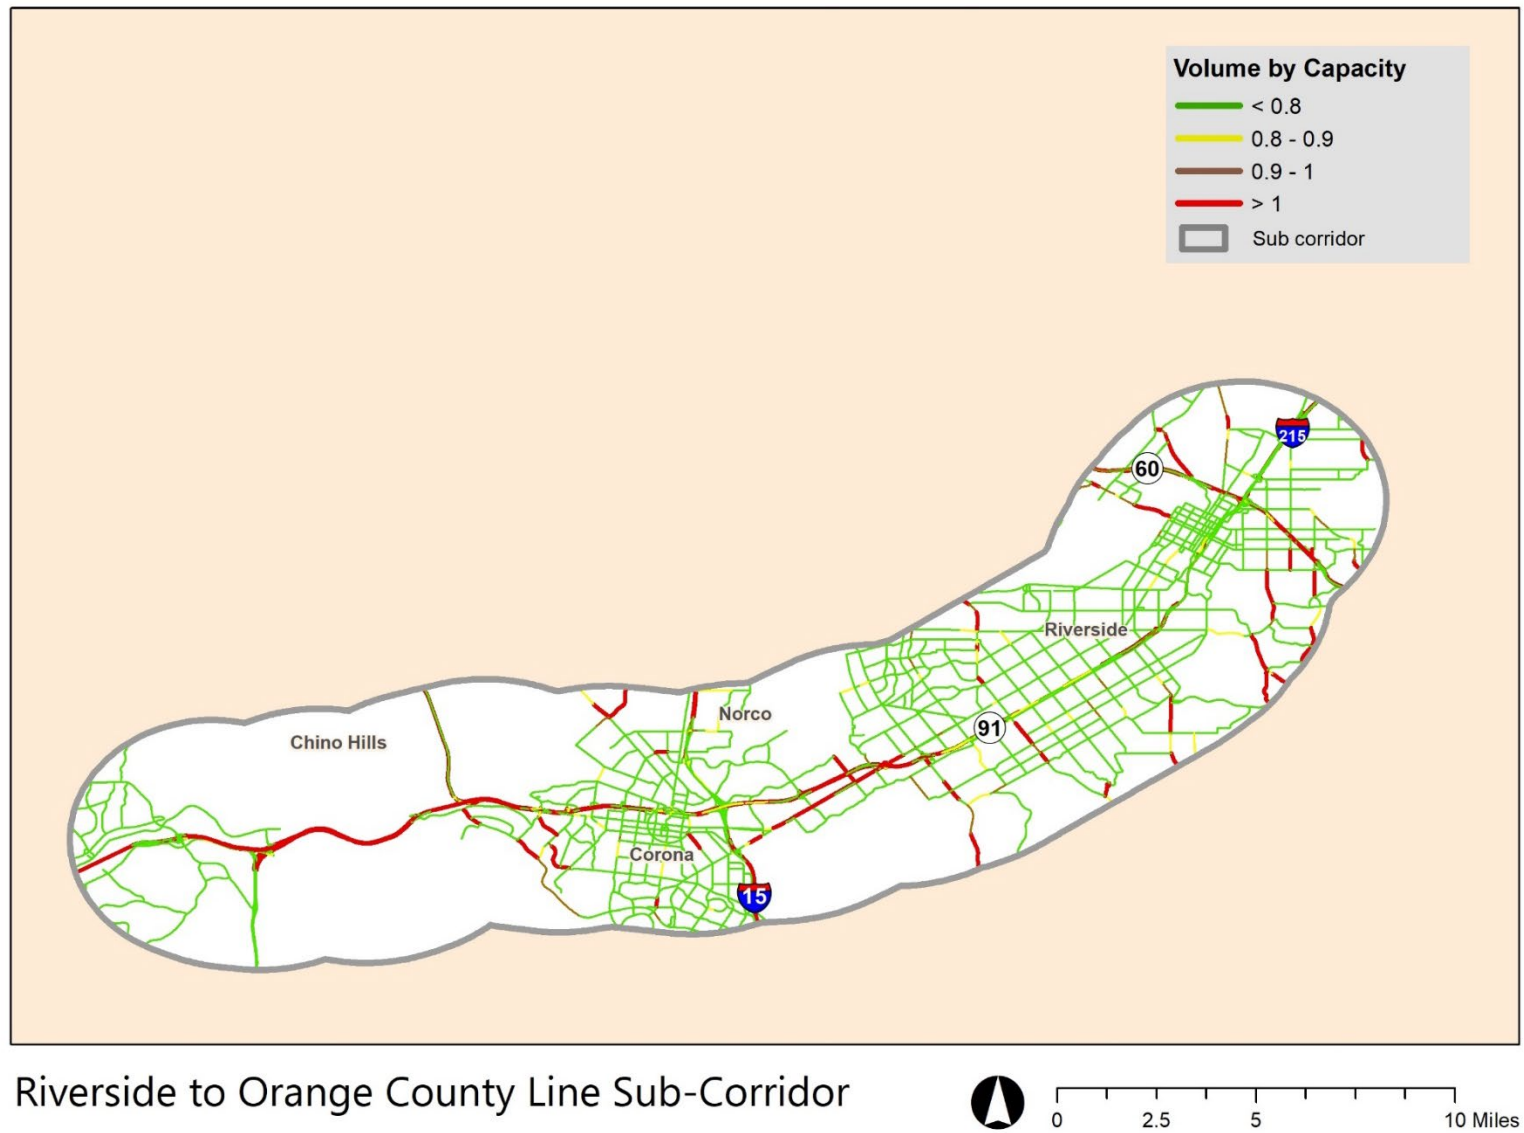 Volume by Capacity
< 0.8
0.8 - 0.9
0.9 - 1
> 1
Sub corridor
215
60
Riverside
Norco
91
Chino Hills
Corona
15
Riverside to Orange County Line Sub-Corridor
0 2.5 5 10 Miles